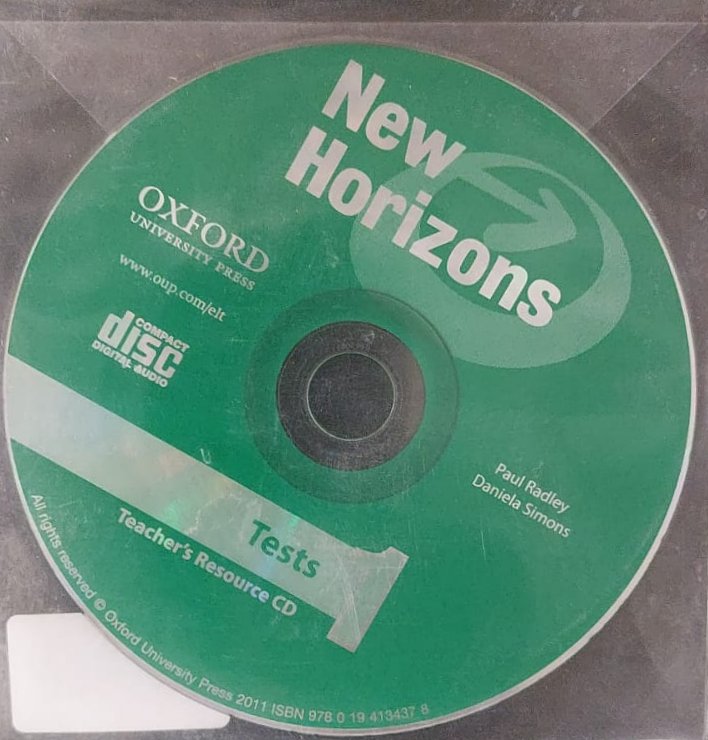 New
Horizons
OXFORD
UNIVERSITY PRESS
www.oup.com/elt
COMPACT
disc
DIGITAL AUDIO
Paul Radley
Daniela Simons
1
Tests
Teacher's Resource CD
All rights reserved © Oxford University Press 2011 ISBN 978 0 19 413437 8